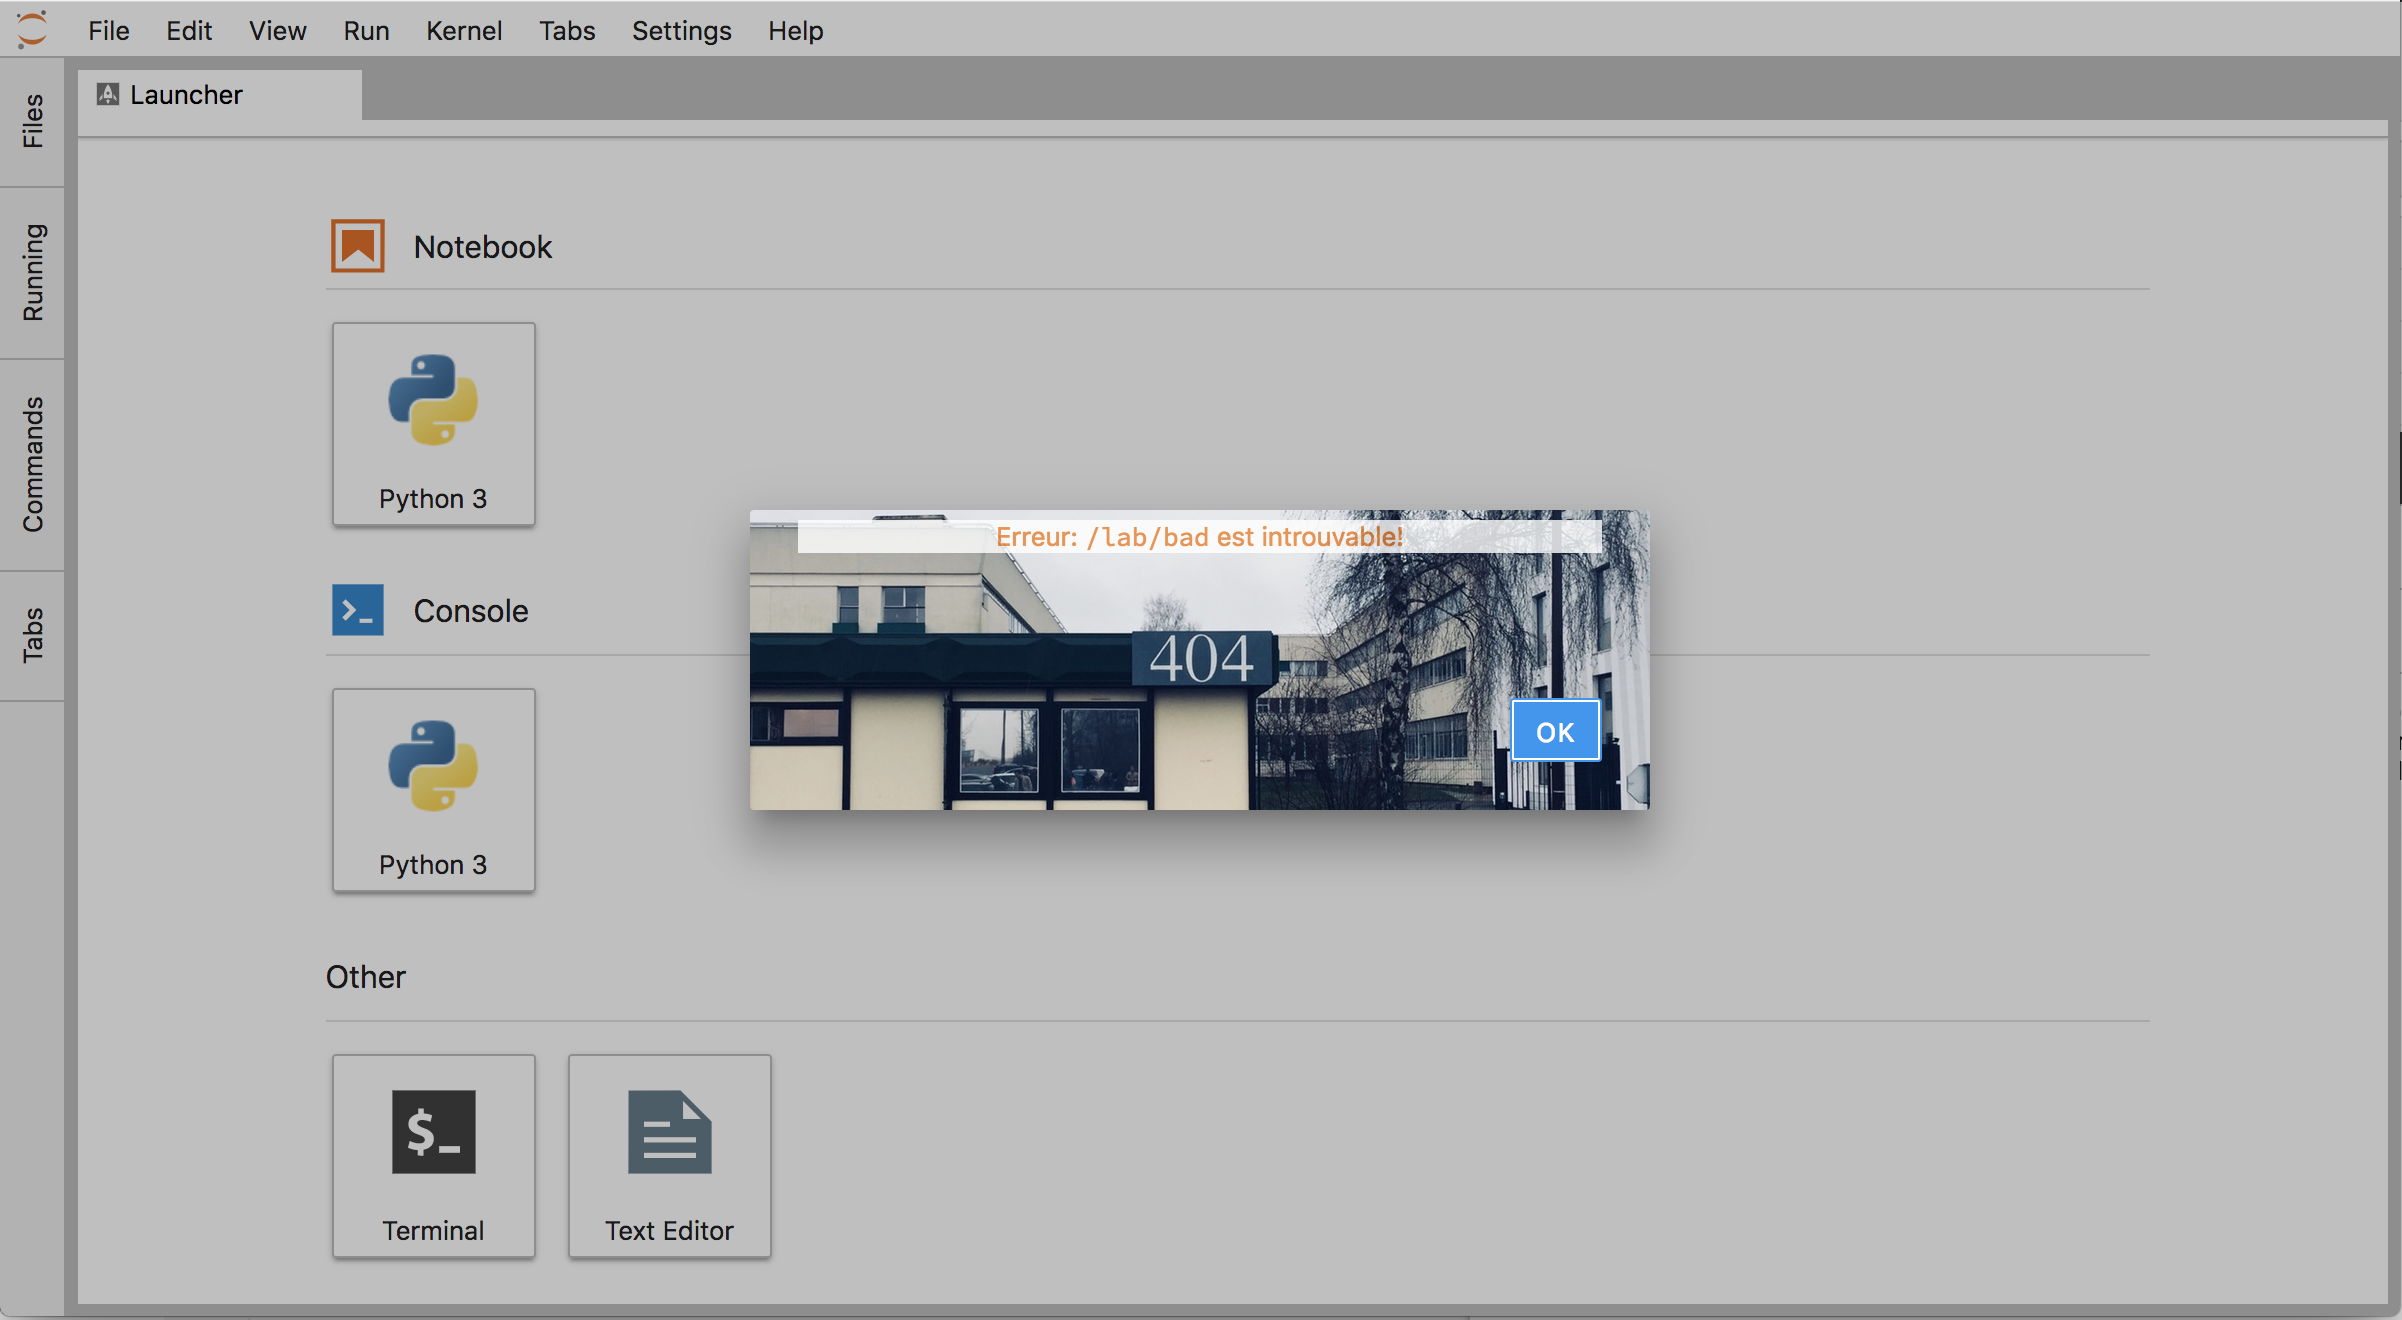 File Edit View Run Kernel Tabs Settings Help
Files
Running
Commands
Tabs
Launcher
Notebook
Python 3
Console
Python 3
Other
$_
Terminal
Text Editor
Erreur: /lab/bad est introuvable!
404
OK